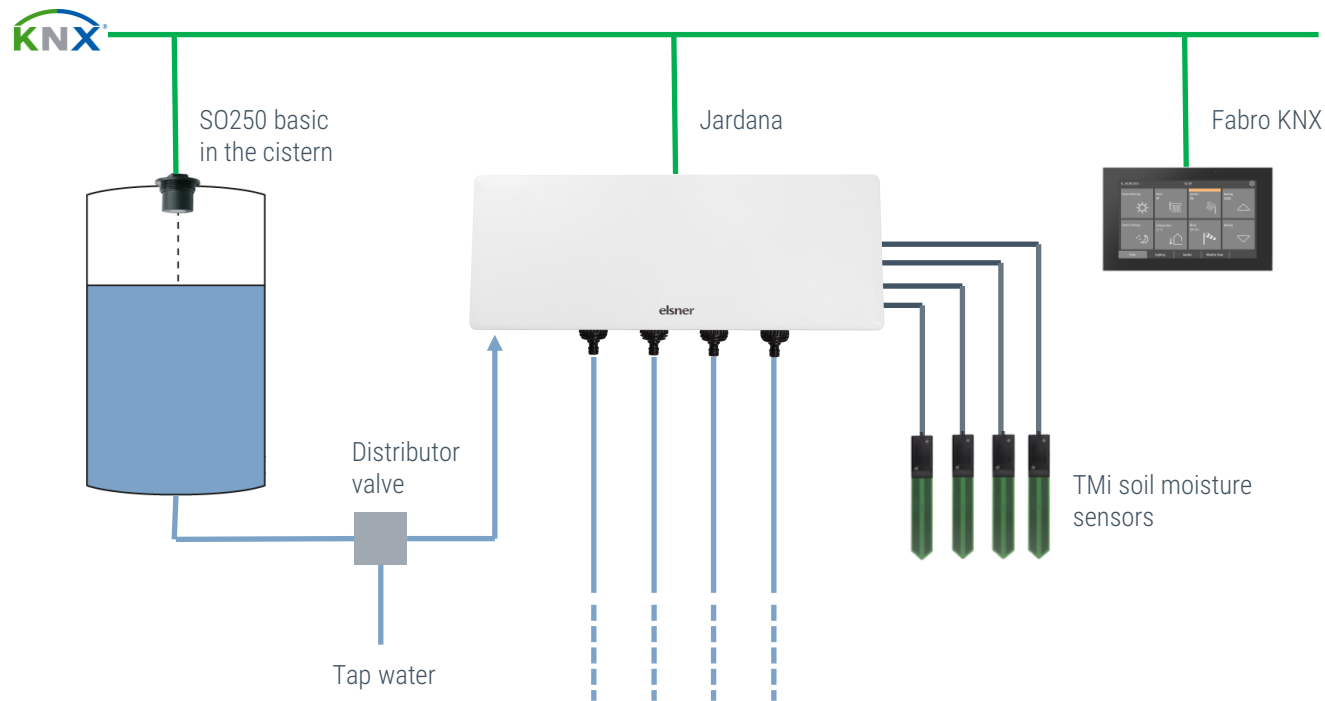 KNX
SO250 basic
in the cistern
Jardana
Fabro KNX
elsner
Distributor
valve
TMi soil moisture
sensors
Tap water